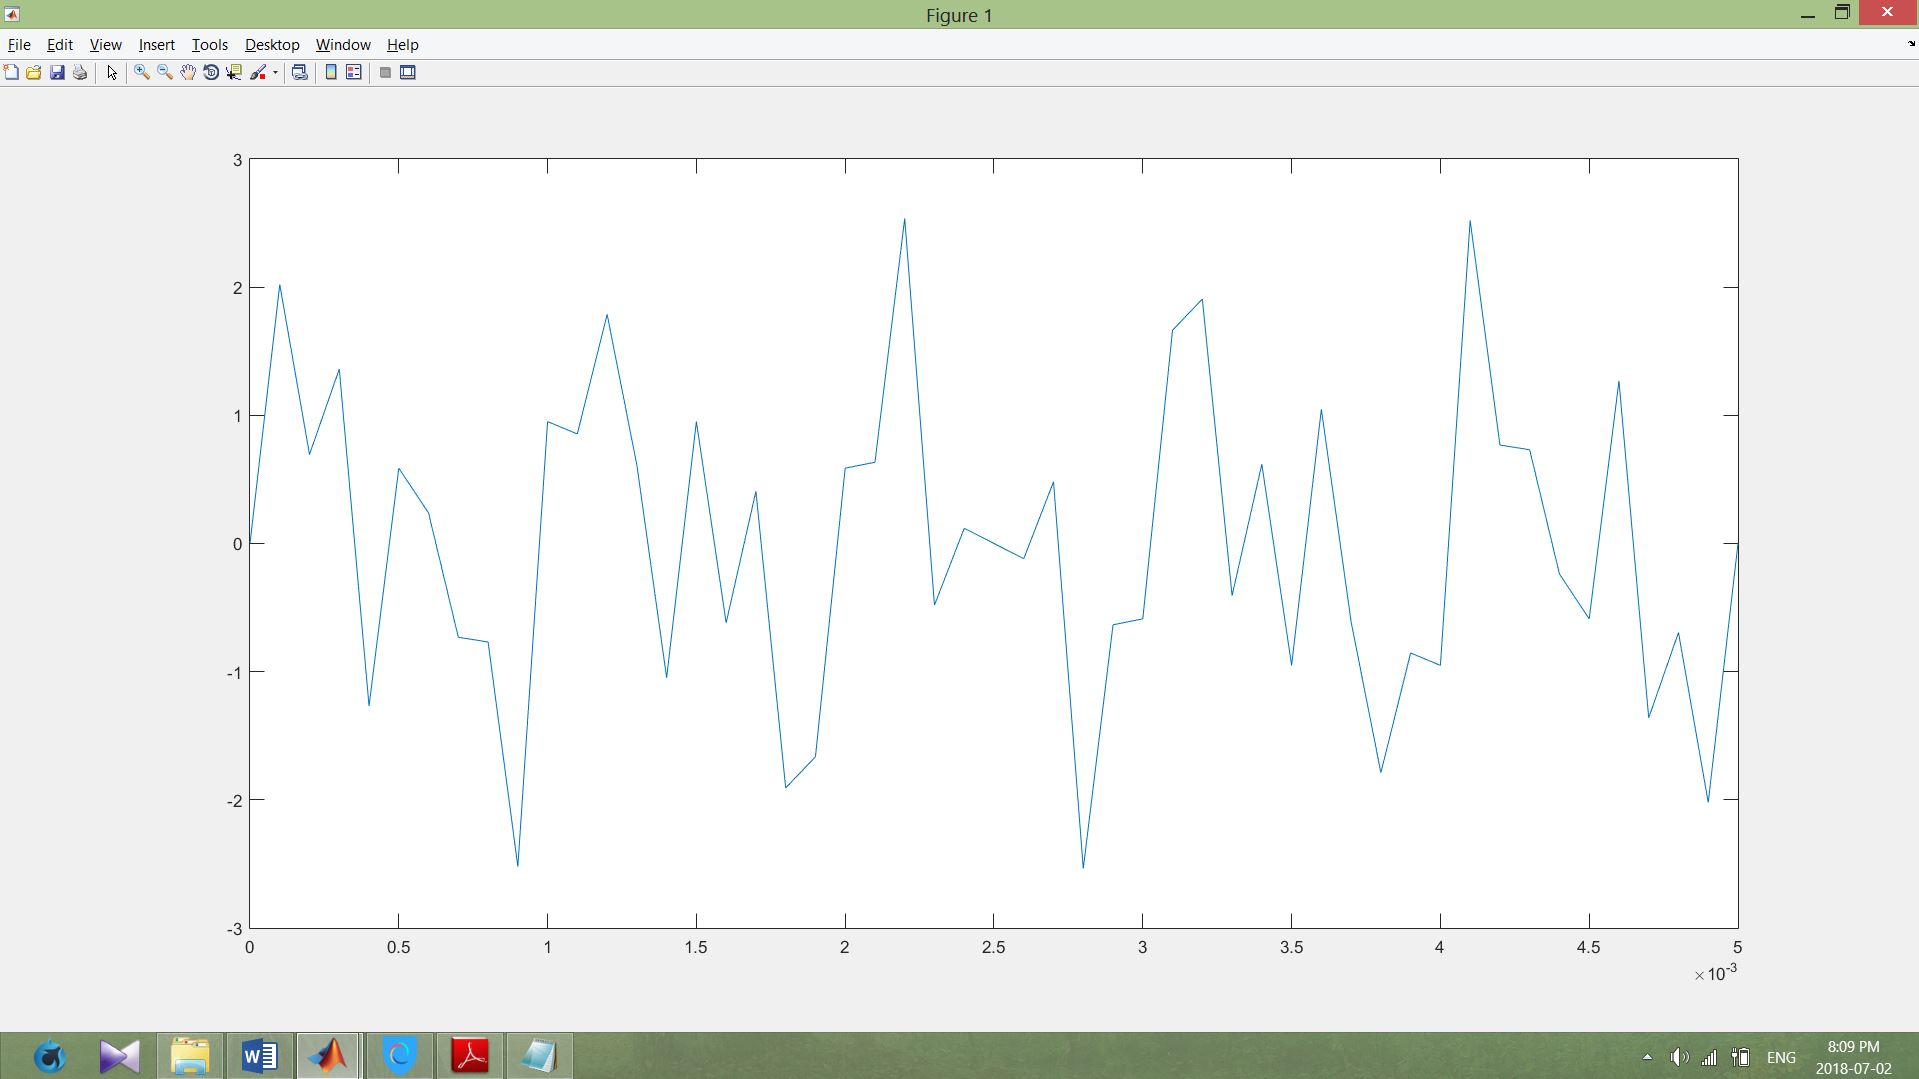 Figure 1
File Edit View Insert Tools Desktop Window Help
3
2
1
0
-1
-2
-3
0 0.5 1 1.5 2 2.5 3 3.5 4 4.5 5
×10-3
W
ENG
8:09 PM
2018-07-02